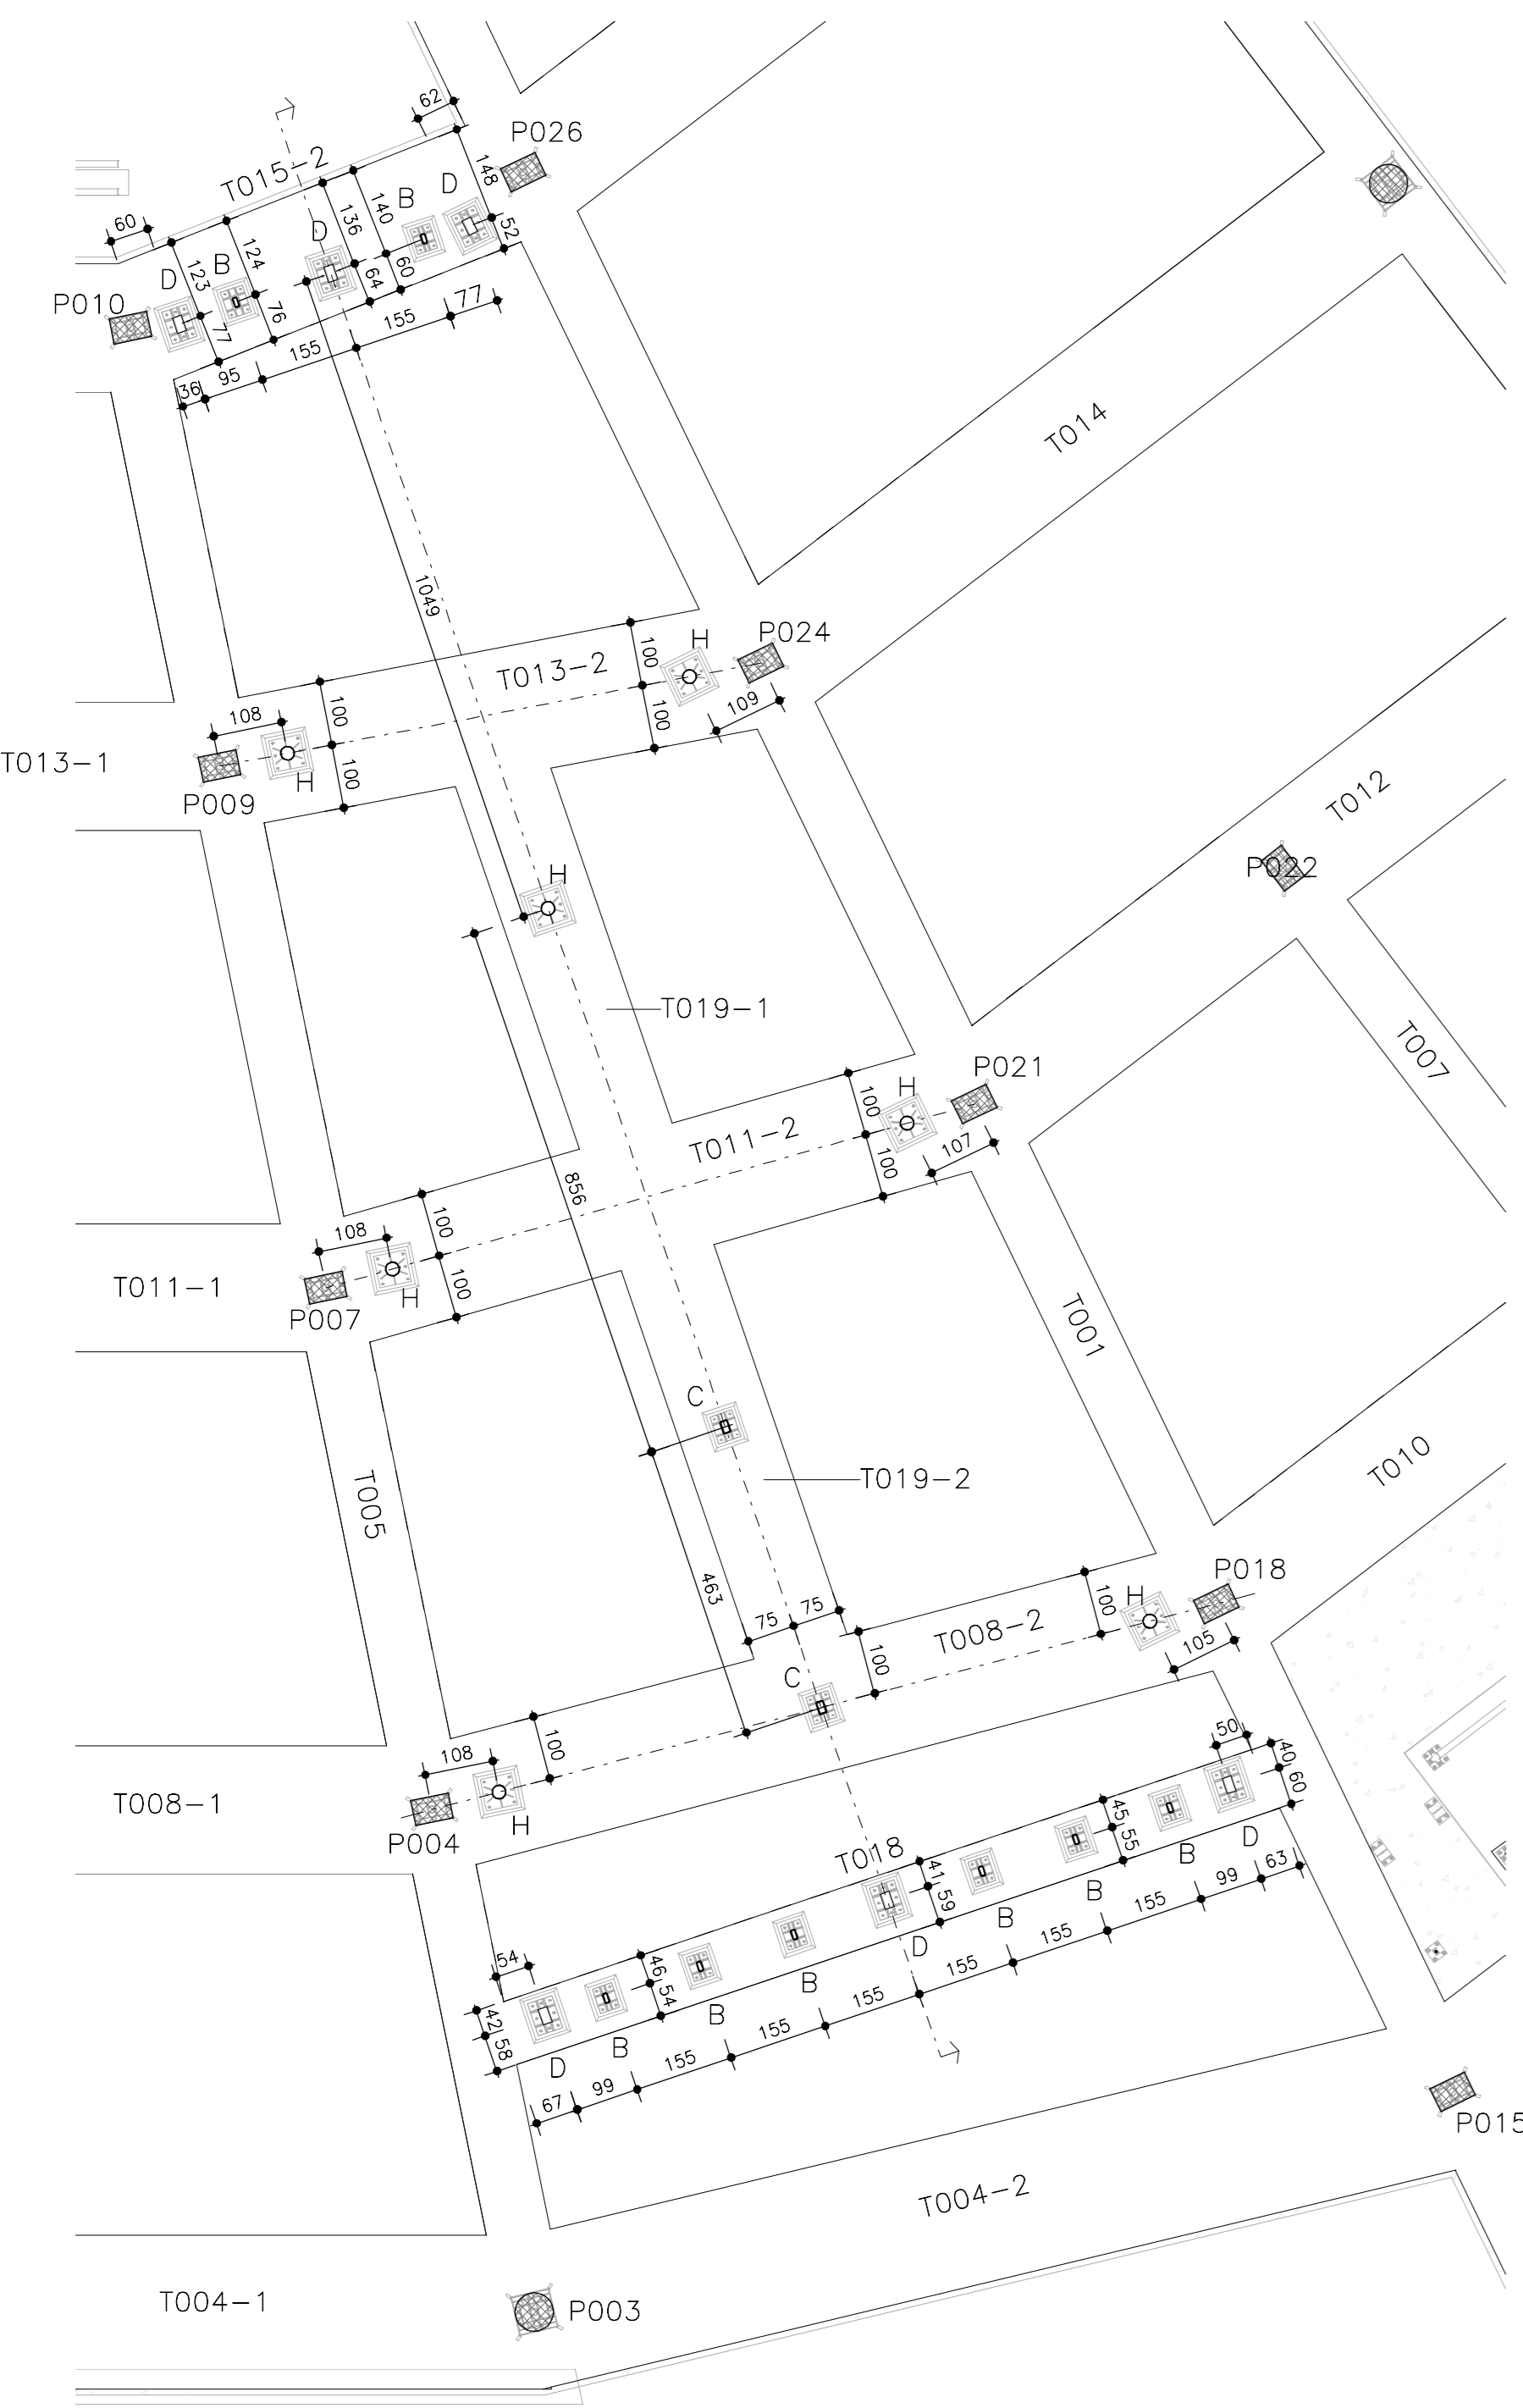 62
P026
T015-2
148
60
140
B
D
136
D
52
124
B
D
123
60
64
P010
76
77
77
155
155
95
36
T014
1049
H
P024
100
T013-2
109
100
108
100
T013-1
H
100
P009
T012
P022
H
T019-1
T007
P021
H
100
T011-2
107
100
856
100
108
T011-1
H
100
P007
T001
C
T010
T019-2
T005
463
P018
H
100
75
75
T008-2
105
100
C
50
40
108
100
60
T008-1
H
P004
45
55
T018
D
B
63
41
99
59
B
155
B
155
D
54
46
155
54
B
155
42
B
155
58
B
155
D
99
67
P015
T004-2
T004-1
P003